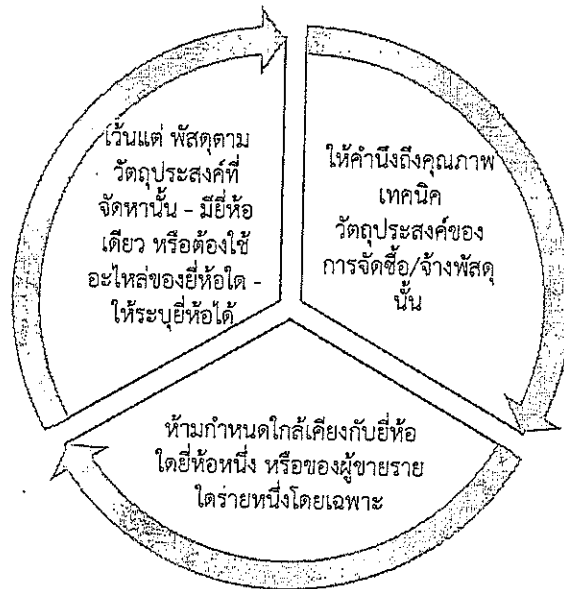 ให้คำนึงถึงคุณภาพ
เทคนิค
วัตถุประสงค์ของ
การจัดซื้อ/จ้างพัสดุ
นั้น
ห้ามกำหนดใกล้เคียงกับยี่ห้อ
ใดยี่ห้อหนึ่ง หรือของผู้ขายราย
ใดรายหนึ่งโดยเฉพาะ
เว้นแต่ พัสดุตาม
วัตถุประสงค์ที่
จัดหานั้น - มียี่ห้อ
เดียว หรือต้องใช้
อะไหล่ของยี่ห้อใด -
ให้ระบุยี่ห้อได้